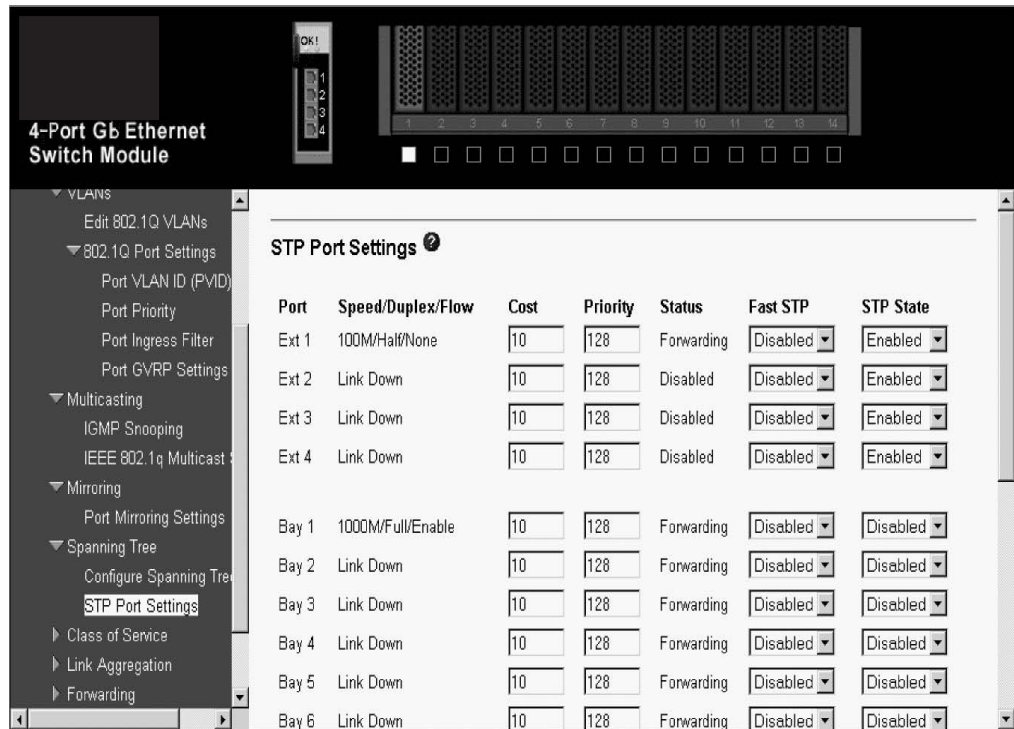 OK!
1
2
3
4
1 2 3 4 5 6 7 8 9 10 11 12 13 14
4-Port Gb Ethernet
Switch Module
VLANs
Edit 802.1Q VLANs
802.1Q Port Settings
Port VLAN ID (PVID)
Port Priority
Port Ingress Filter
Port GVRP Settings
Multicasting
IGMP Snooping
IEEE 802.1q Multicast
Mirroring
Port Mirroring Settings
Spanning Tree
Configure Spanning Tre
STP Port Settings
Class of Service
Link Aggregation
Forwarding
STP Port Settings ?
Port Speed/Duplex/Flow Cost Priority Status Fast STP STP State
Ext 1 100M/Half/None 10 128 Forwarding Disabled Enabled
Ext 2 Link Down 10 128 Disabled Disabled Enabled
Ext 3 Link Down 10 128 Disabled Disabled Enabled
Ext 4 Link Down 10 128 Disabled Disabled Enabled
Bay 1 1000M/Full/Enable 10 128 Forwarding Disabled Disabled
Bay 2 Link Down 10 128 Forwarding Disabled Disabled
Bay 3 Link Down 10 128 Forwarding Disabled Disabled
Bay 4 Link Down 10 128 Forwarding Disabled Disabled
Bay 5 Link Down 10 128 Forwarding Disabled Disabled
Bay 6 Link Down 10 128 Forwarding Disabled Disabled